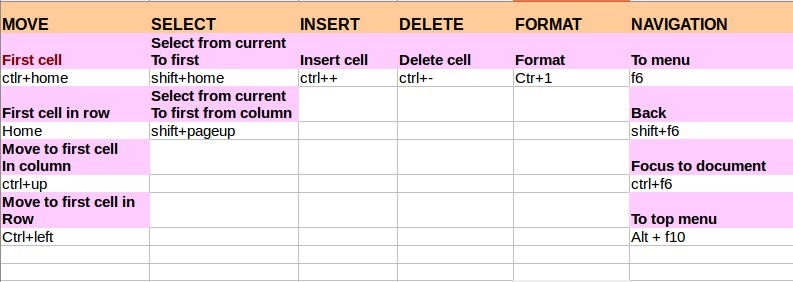 MOVE SELECT INSERT DELETE FORMAT NAVIGATION
Select from current
First cell To first Insert cell Delete cell Format To menu
ctlr+home shift+home ctrl++ ctrl+- Ctr+1 f6
Select from current
First cell in row To first from column Back
Home shift+pageup shift+f6
Move to first cell
In column Focus to document
ctrl+up ctrl+f6
Move to first cell in
Row To top menu
Ctrl+left Alt + f10